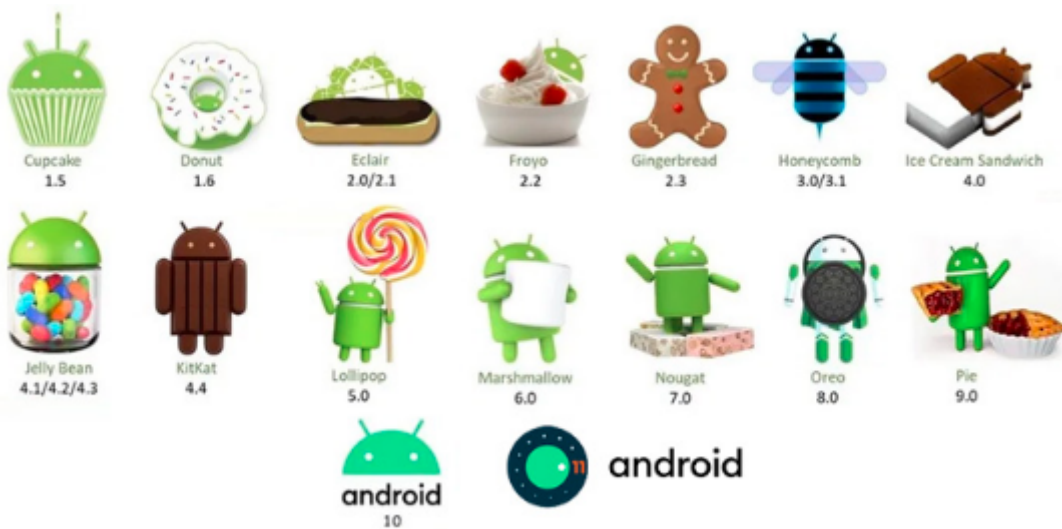 Cupcake
1.5
Donut
1.6
Eclair
2.0/2.1
Froyo
2.2
Gingerbread
2.3
Honeycomb
3.0/3.1
Ice Cream Sandwich
4.0
Jelly Bean
4.1/4.2/4.3
KitKat
4.4
Lollipop
5.0
Marshmallow
6.0
Nougat
7.0
Oreo
8.0
Pie
9.0
android
10
11
android